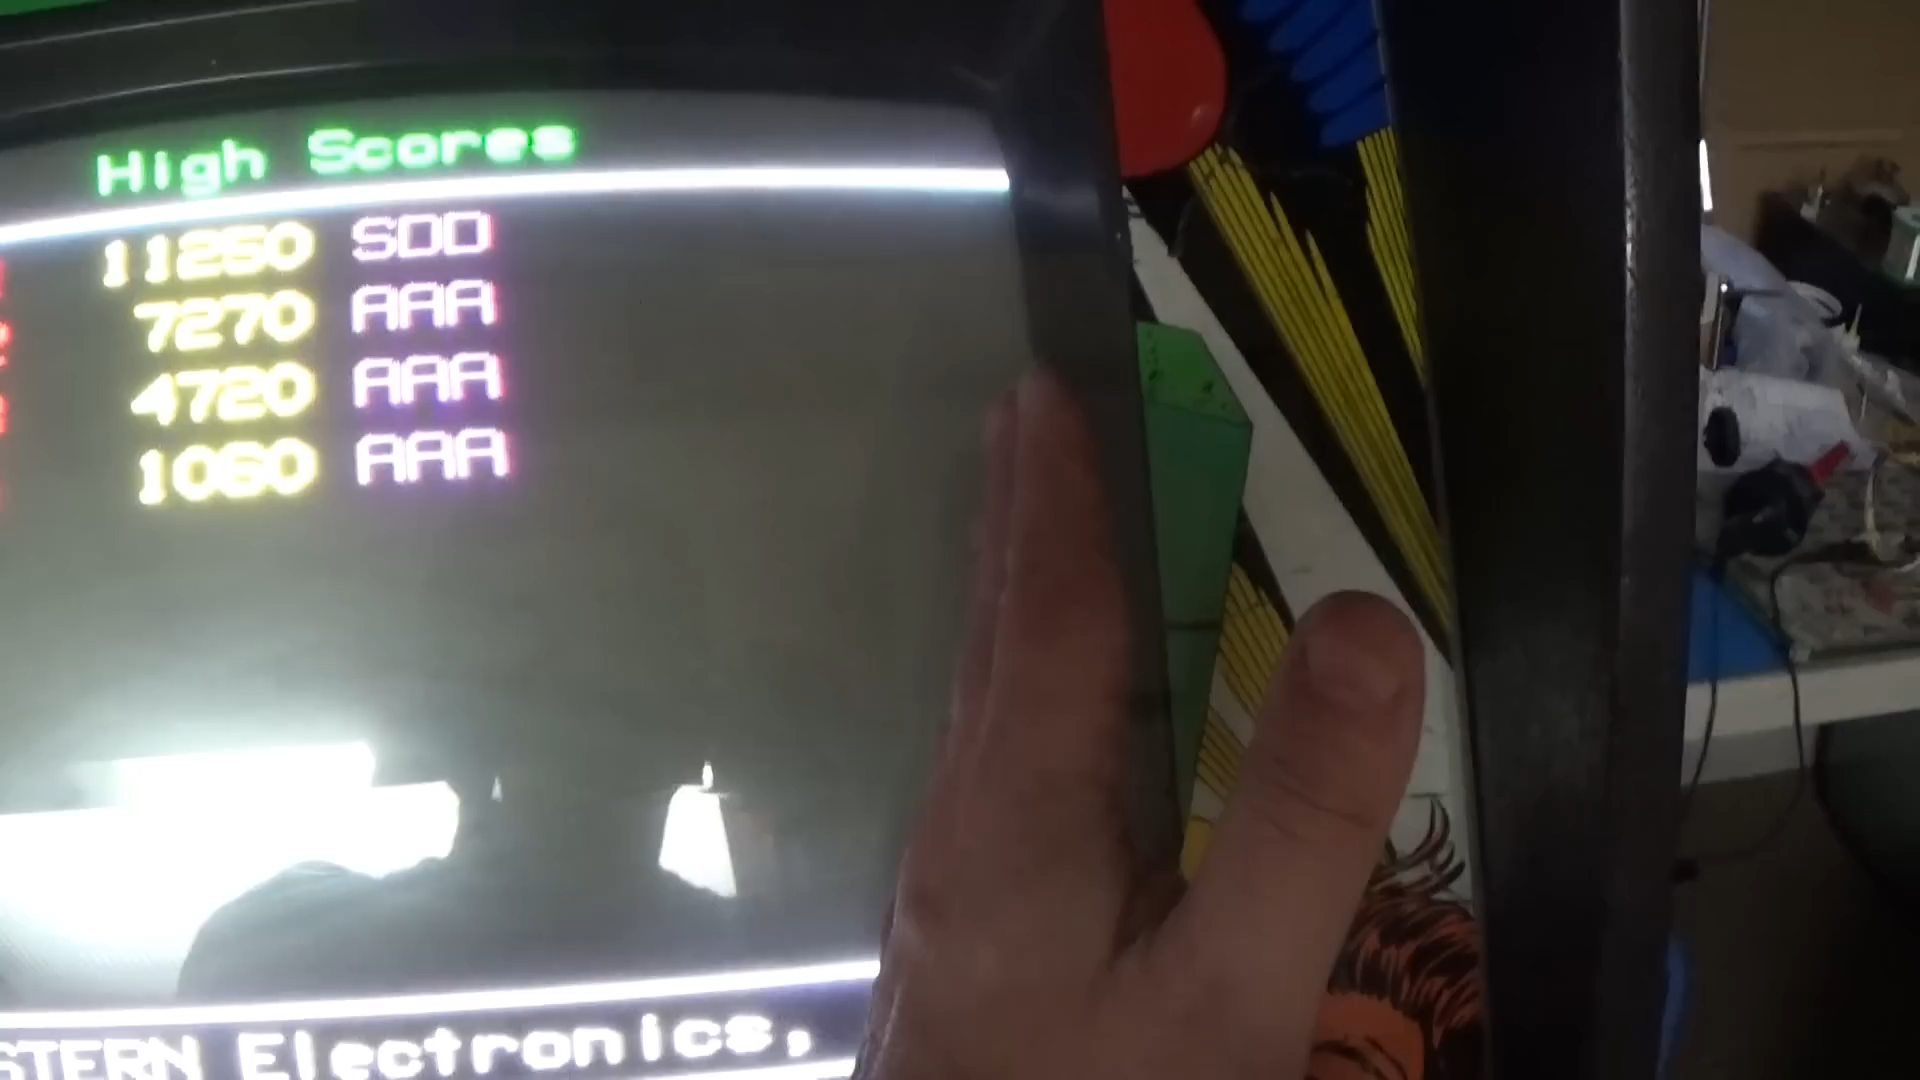 High Scores
11250 SDD
7270 AAA
4720 AAA
1060 AAA
STERN Electronics,